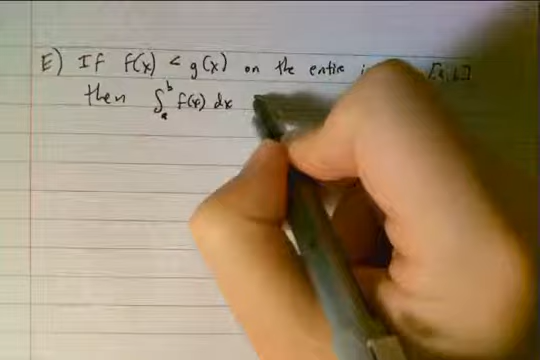 E) If f(x) < g(x) on the entire [a,b]
then ∫ₐᵇ f(x) dx